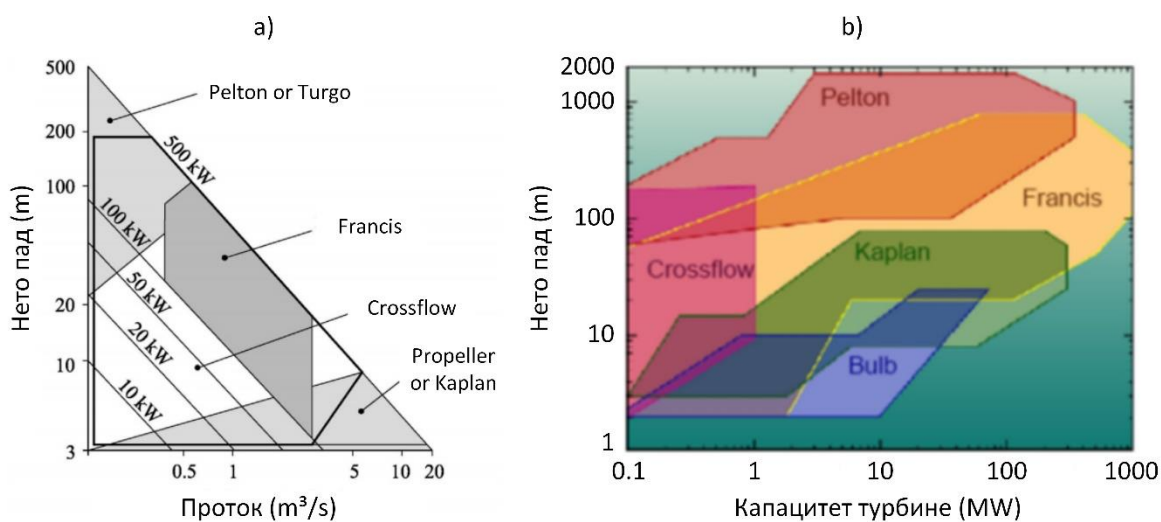 a)
500
200
100
20
10
3
0.5
1
5
10
20
Нето пад (m)
Проток (m³/s)
Pelton or Turgo
500 kW
100 kW
50 kW
20 kW
10 kW
Francis
Crossflow
Propeller
or Kaplan
b)
2000
1000
100
10
1
0.1
1
10
100
1000
Нето пад (m)
Капацитет турбине (MW)
Pelton
Francis
Kaplan
Crossflow
Bulb